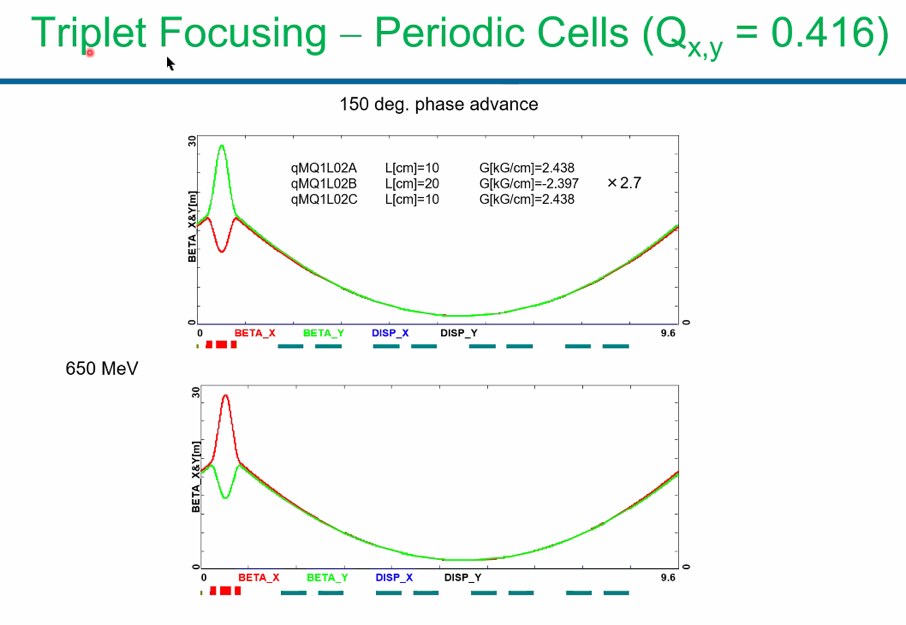 Triplet Focusing – Periodic Cells (Qx,y = 0.416)
150 deg. phase advance
30
BETA_X&Y[m]
0
qMQ1L02A L[cm]=10 G[kG/cm]=2.438
qMQ1L02B L[cm]=20 G[kG/cm]=-2.397 ×2.7
qMQ1L02C L[cm]=10 G[kG/cm]=2.438
0
0 BETA_X BETA_Y DISP_X DISP_Y 9.6
650 MeV
30
BETA_X&Y[m]
0
0
0 BETA_X BETA_Y DISP_X DISP_Y 9.6